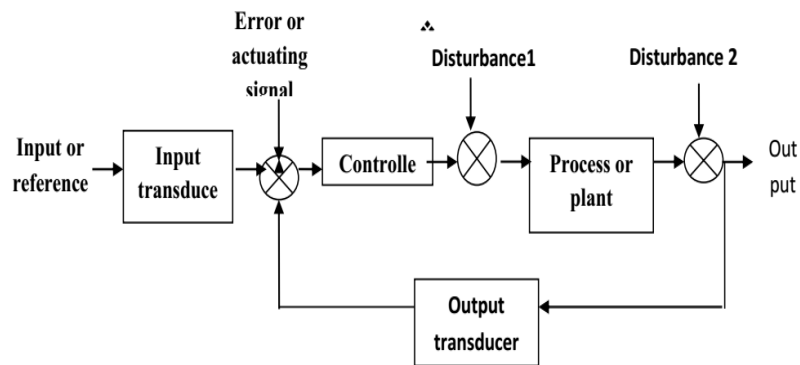 Error or
actuating
signal
Disturbance1
Disturbance 2
Input or
reference
Input
transduce
Controlle
Process or
plant
Out
put
Output
transducer